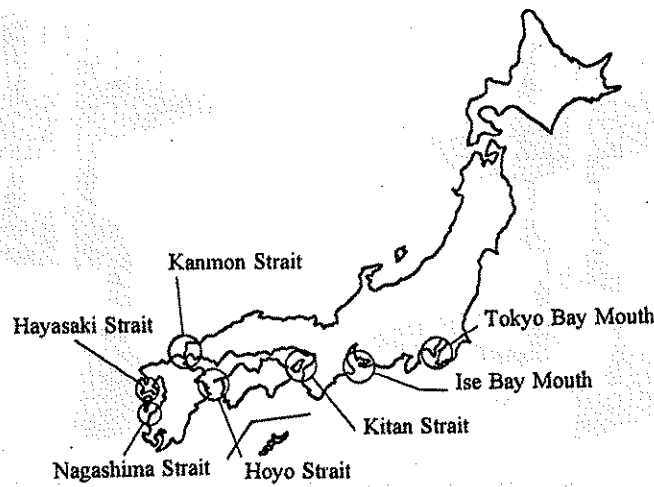 Kanmon Strait
Hayasaki Strait
Tokyo Bay Mouth
Ise Bay Mouth
Kitan Strait
Nagashima Strait
Hoyo Strait